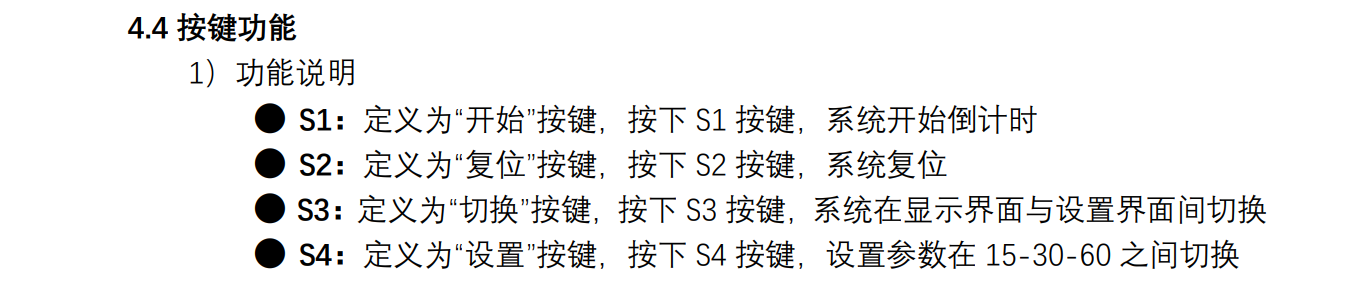 4.4 按键功能
1）功能说明
● S1：定义为“开始”按键，按下 S1 按键，系统开始倒计时
● S2：定义为“复位”按键，按下 S2 按键，系统复位
● S3：定义为“切换”按键，按下 S3 按键，系统在显示界面与设置界面间切换
● S4：定义为“设置”按键，按下 S4 按键，设置参数在 15-30-60 之间切换